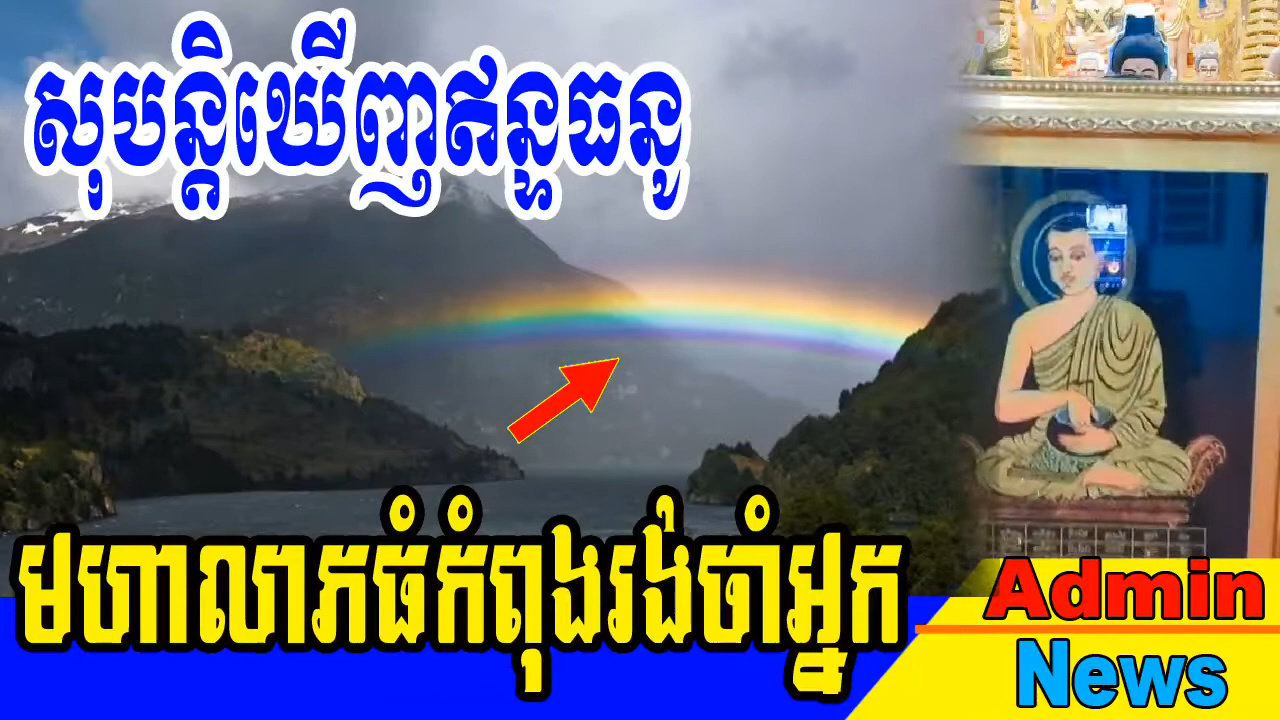 សុបន្តិឃើញឥន្ទធនូ
មហាលាភធំកំពុងរង់ចាំអ្នក
Admin
News